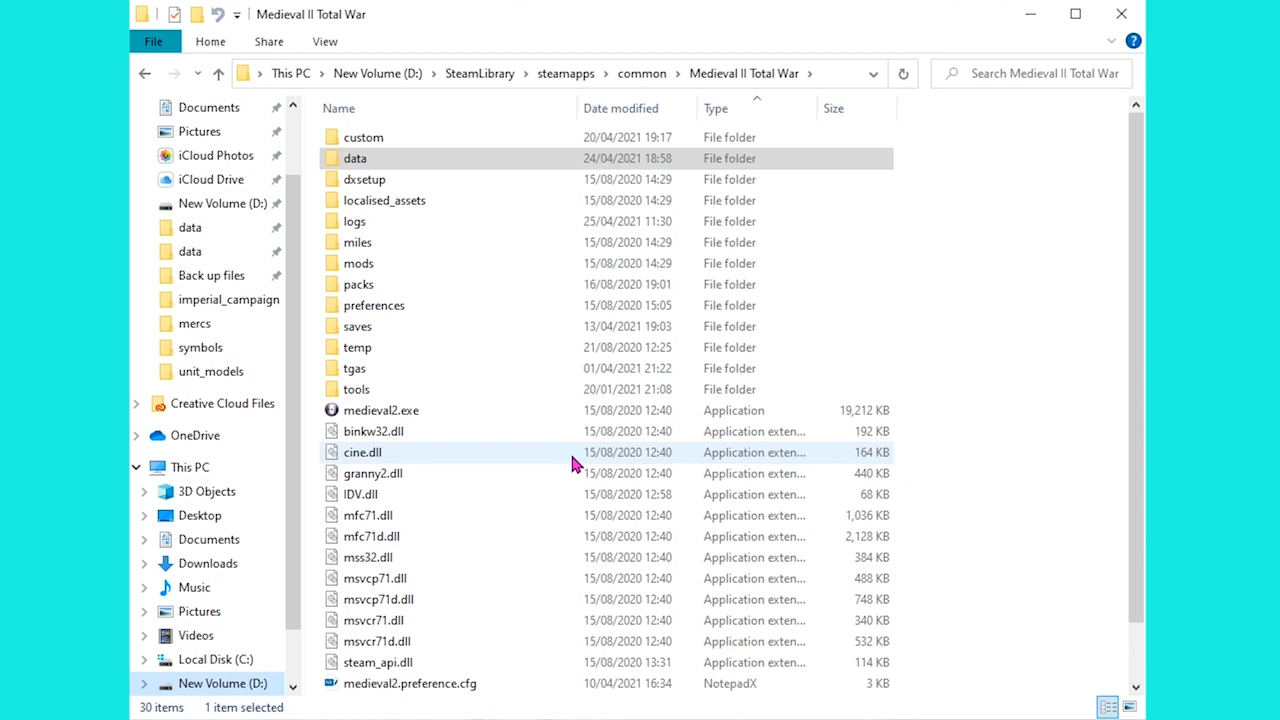 Medieval II Total War
File Home Share View
This PC New Volume (D:) SteamLibrary steamapps common Medieval II Total War Search Medieval II Total War
Documents
Pictures
iCloud Photos
iCloud Drive
New Volume (D:)
data
data
Back up files
imperial_campaign
mercs
symbols
unit_models
Creative Cloud Files
OneDrive
This PC
3D Objects
Desktop
Documents
Downloads
Music
Pictures
Videos
Local Disk (C:)
New Volume (D:)
Name Date modified Type Size
custom 20/04/2021 19:17 File folder
data 24/04/2021 18:58 File folder
dxsetup 15/08/2020 14:29 File folder
localised_assets 15/08/2020 14:29 File folder
logs 25/04/2021 11:30 File folder
miles 15/08/2020 14:29 File folder
mods 15/08/2020 14:29 File folder
packs 16/08/2020 19:01 File folder
preferences 15/08/2020 15:05 File folder
saves 13/04/2021 19:03 File folder
temp 21/08/2020 12:25 File folder
tgas 01/04/2021 21:19 File folder
tools 20/01/2021 21:08 File folder
medieval2.exe 15/08/2020 12:40 Application 19,212 KB
binkw32.dll 15/08/2020 12:40 Application exten... 192 KB
cine.dll 15/08/2020 12:40 Application exten... 164 KB
granny2.dll 15/08/2020 12:40 Application exten... 440 KB
IDV.dll 15/08/2020 12:58 Application exten... 68 KB
mfc71.dll 15/08/2020 12:40 Application exten... 1,036 KB
mfc71d.dll 15/08/2020 12:40 Application exten... 2,128 KB
mss32.dll 15/08/2020 12:40 Application exten... 384 KB
msvcp71.dll 15/08/2020 12:40 Application exten... 488 KB
msvcp71d.dll 15/08/2020 12:40 Application exten... 748 KB
msvcr71.dll 15/08/2020 12:40 Application exten... 340 KB
msvcr71d.dll 15/08/2020 12:40 Application exten... 532 KB
steam_api.dll 15/08/2020 13:31 Application exten... 114 KB
medieval2.preference.cfg 10/04/2021 16:34 NotepadX 3 KB
30 items 1 item selected